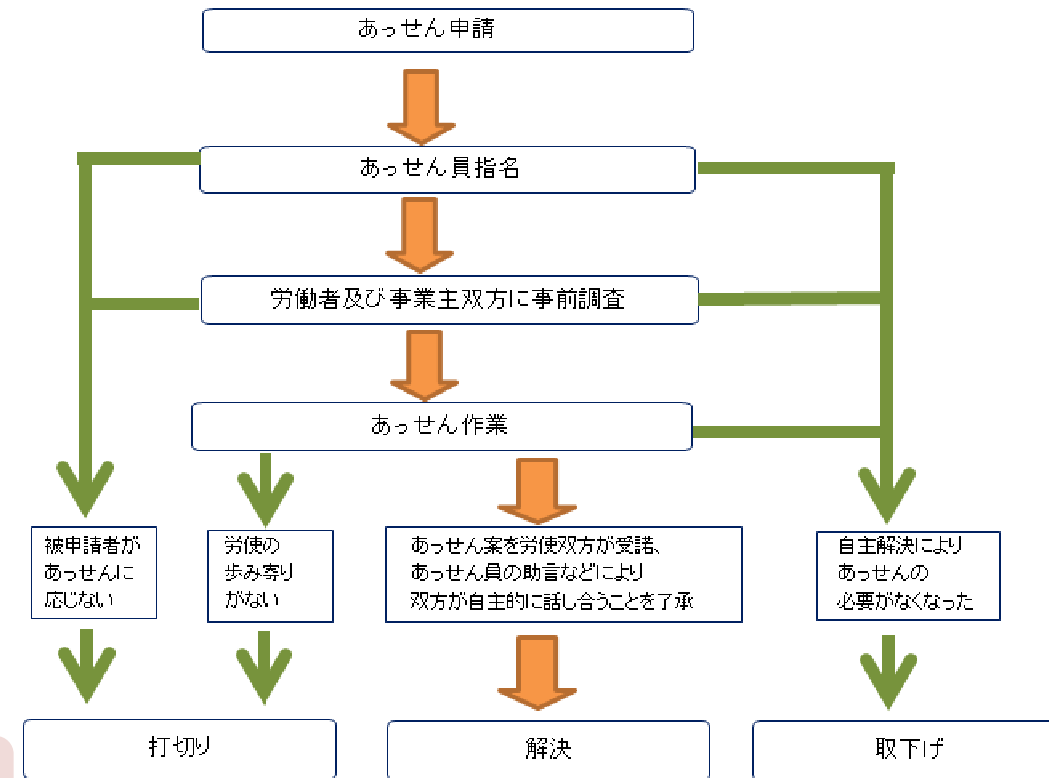 あっせん申請
あっせん員指名
労働者及び事業主双方に事前調査
あっせん作業
被申請者が
あっせんに
応じない
労使の
歩み寄り
がない
あっせん案を労使双方が受諾、
あっせん員の助言などにより
双方が自主的に話し合うことを了承
自主解決により
あっせんの
必要がなくなった
打切り
解決
取下げ